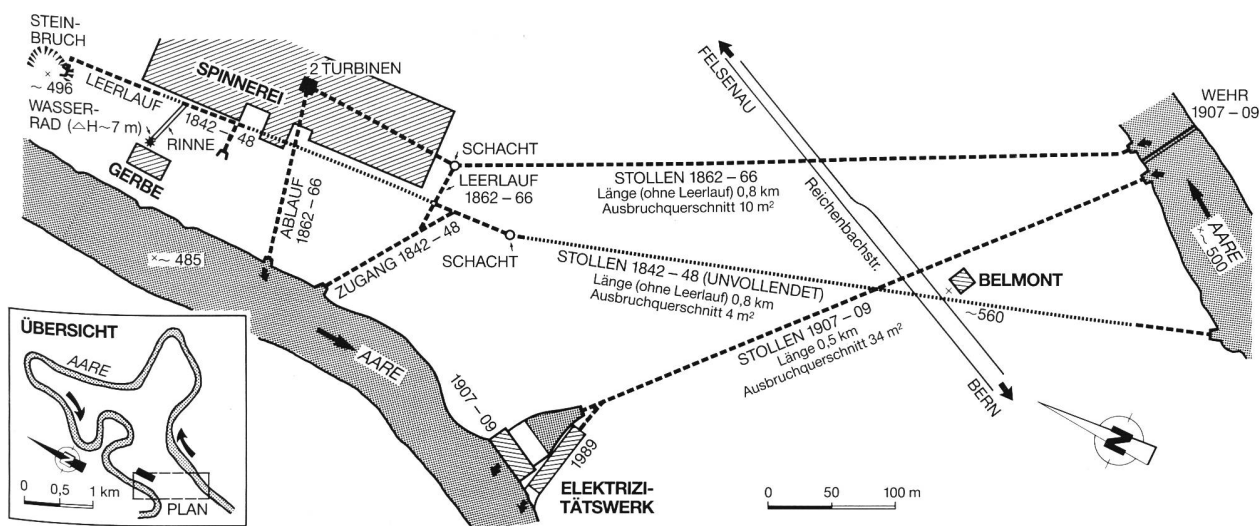 STEIN-
BRUCH
~ 496
LEERLAUF
WASSER-
RAD (△H~7 m)
RINNE
1842 – 48
GERBE
SPINNEREI
2 TURBINEN
SCHACHT
LEERLAUF
1862 – 66
ABLAUF
1862 – 66
ZUGANG 1842 – 48
SCHACHT
×~ 485
AARE
STOLLEN 1862 – 66
Länge (ohne Leerlauf) 0,8 km
Ausbruchquerschnitt 10 m²
STOLLEN 1842 – 48 (UNVOLLENDET)
Länge (ohne Leerlauf) 0,8 km
Ausbruchquerschnitt 4 m²
STOLLEN 1907 – 09
Länge 0,5 km
Ausbruchquerschnitt 34 m²
FELSENAU
Reichenbachstr.
BERN
BELMONT
~560
WEHR
1907 – 09
AARE
×~ 500
1907 – 09
1989
ELEKTRIZI-
TÄTSWERK
N
0 50 100 m
ÜBERSICHT
AARE
N
0 0,5 1 km
PLAN